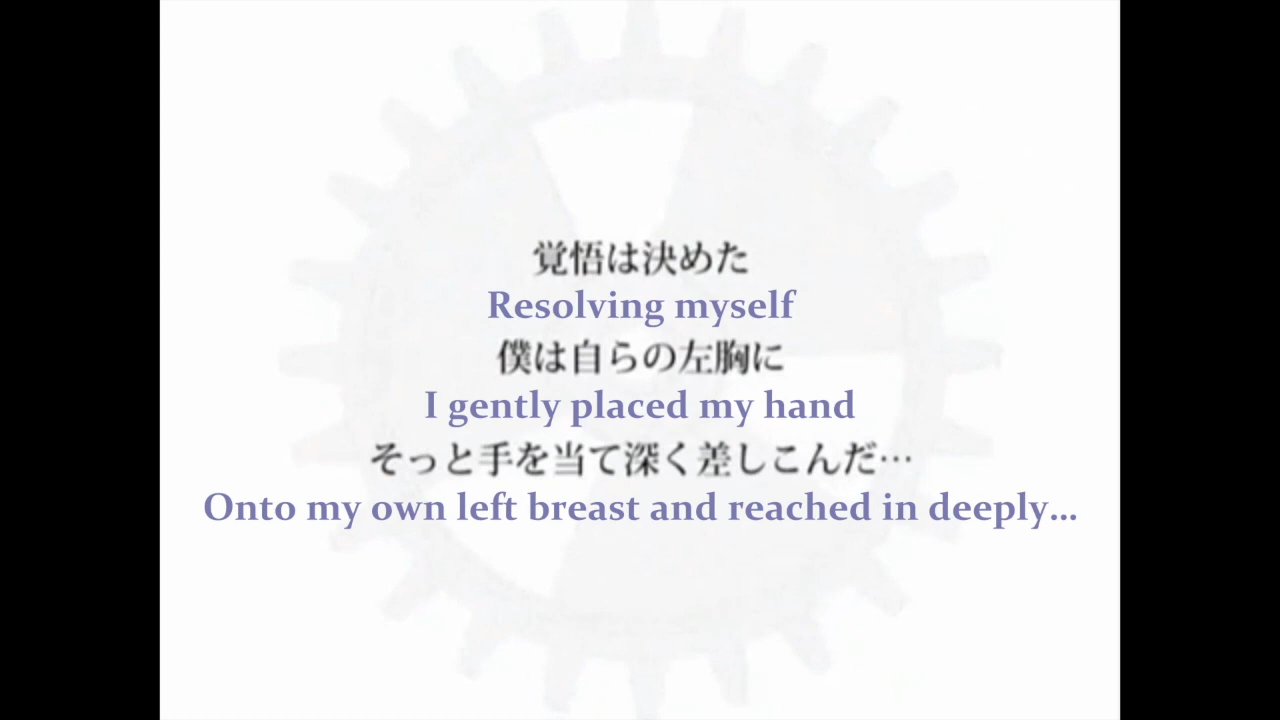 覚悟は決めた
Resolving myself
僕は自らの左胸に
I gently placed my hand
そっと手を当て深く差しこんだ…
Onto my own left breast and reached in deeply...